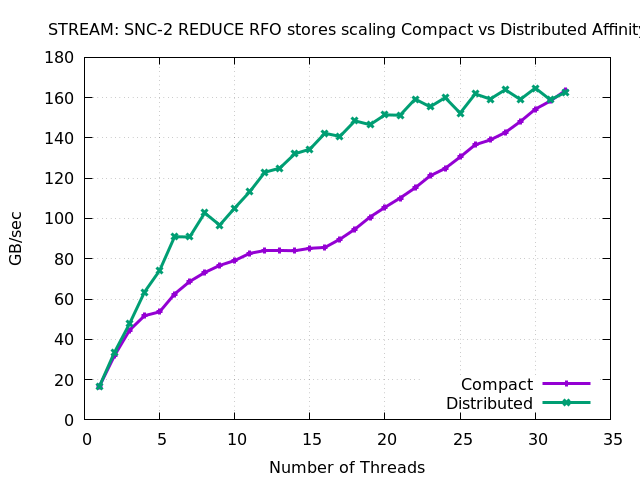 STREAM: SNC-2 REDUCE RFO stores scaling Compact vs Distributed Affinity
180
160
140
120
100
80
60
40
20
0
GB/sec
Compact
Distributed
0 5 10 15 20 25 30 35
Number of Threads